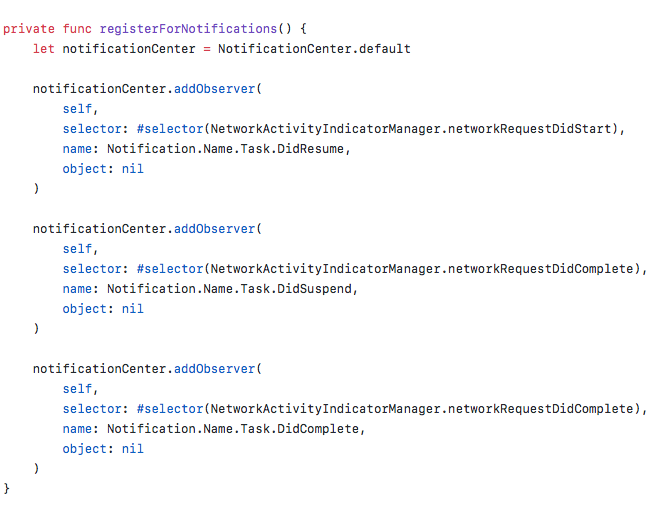 private func registerForNotifications() {
    let notificationCenter = NotificationCenter.default

    notificationCenter.addObserver(
        self,
        selector: #selector(NetworkActivityIndicatorManager.networkRequestDidStart),
        name: Notification.Name.Task.DidResume,
        object: nil
    )

    notificationCenter.addObserver(
        self,
        selector: #selector(NetworkActivityIndicatorManager.networkRequestDidComplete),
        name: Notification.Name.Task.DidSuspend,
        object: nil
    )

    notificationCenter.addObserver(
        self,
        selector: #selector(NetworkActivityIndicatorManager.networkRequestDidComplete),
        name: Notification.Name.Task.DidComplete,
        object: nil
    )
}